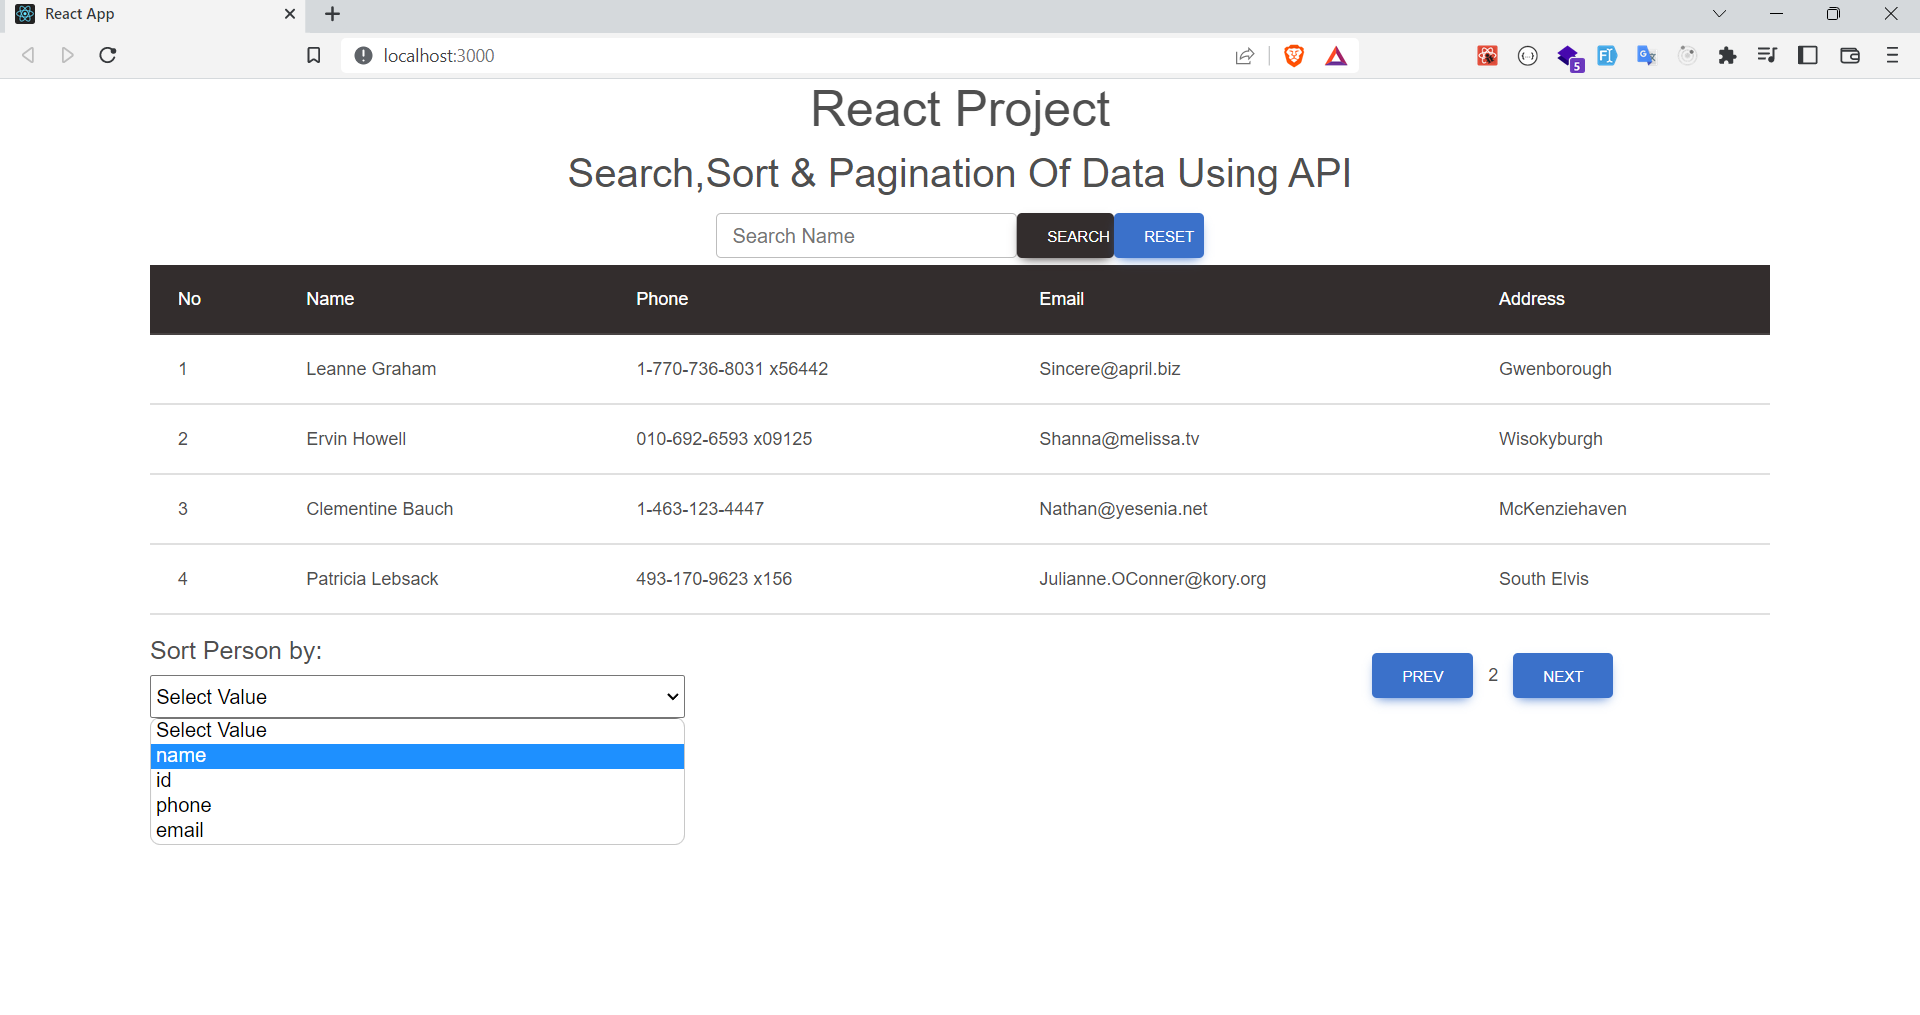 React App
localhost:3000
5
React Project
Search,Sort & Pagination Of Data Using API
Search Name SEARCH RESET
No Name Phone Email Address
1 Leanne Graham 1-770-736-8031 x56442 Sincere@april.biz Gwenborough
2 Ervin Howell 010-692-6593 x09125 Shanna@melissa.tv Wisokyburgh
3 Clementine Bauch 1-463-123-4447 Nathan@yesenia.net McKenziehaven
4 Patricia Lebsack 493-170-9623 x156 Julianne.OConner@kory.org South Elvis
Sort Person by:
PREV 2 NEXT
Select Value
Select Value
name
id
phone
email